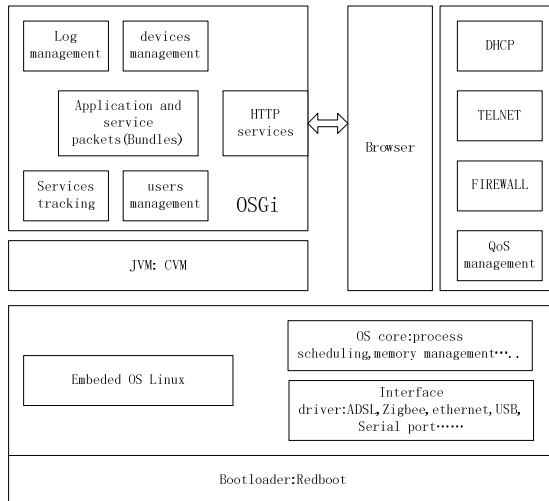 Log
management
devices
management
Application and
service
packets(Bundles)
HTTP
services
Services
tracking
users
management
OSGi
JVM: CVM
Browser
DHCP
TELNET
FIREWALL
QoS
management
Embeded OS Linux
OS core:process
scheduling,memory management…..
Interface
driver:ADSL,Zigbee,ethernet,USB,
Serial port……
Bootloader:Redboot